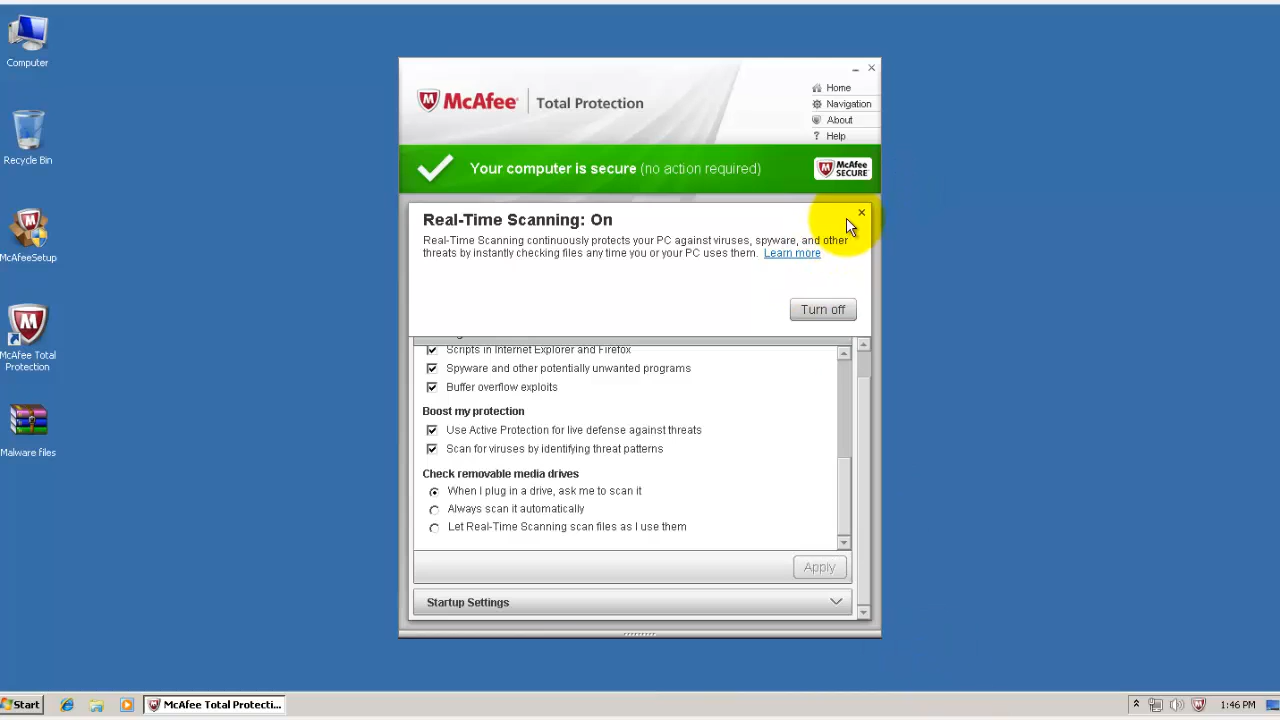 Computer
Recycle Bin
McAfeeSetup
McAfee Total
Protection
Malware files
McAfee Total Protection
Home
Navigation
About
Help
Your computer is secure (no action required)
McAfee
SECURE
Real-Time Scanning: On
Real-Time Scanning continuously protects your PC against viruses, spyware, and other
threats by instantly checking files any time you or your PC uses them. Learn more
Turn off
Scripts in Internet Explorer and Firefox
Spyware and other potentially unwanted programs
Buffer overflow exploits
Boost my protection
Use Active Protection for live defense against threats
Scan for viruses by identifying threat patterns
Check removable media drives
When I plug in a drive, ask me to scan it
Always scan it automatically
Let Real-Time Scanning scan files as I use them
Apply
Startup Settings
Start
McAfee Total Protecti...
1:46 PM